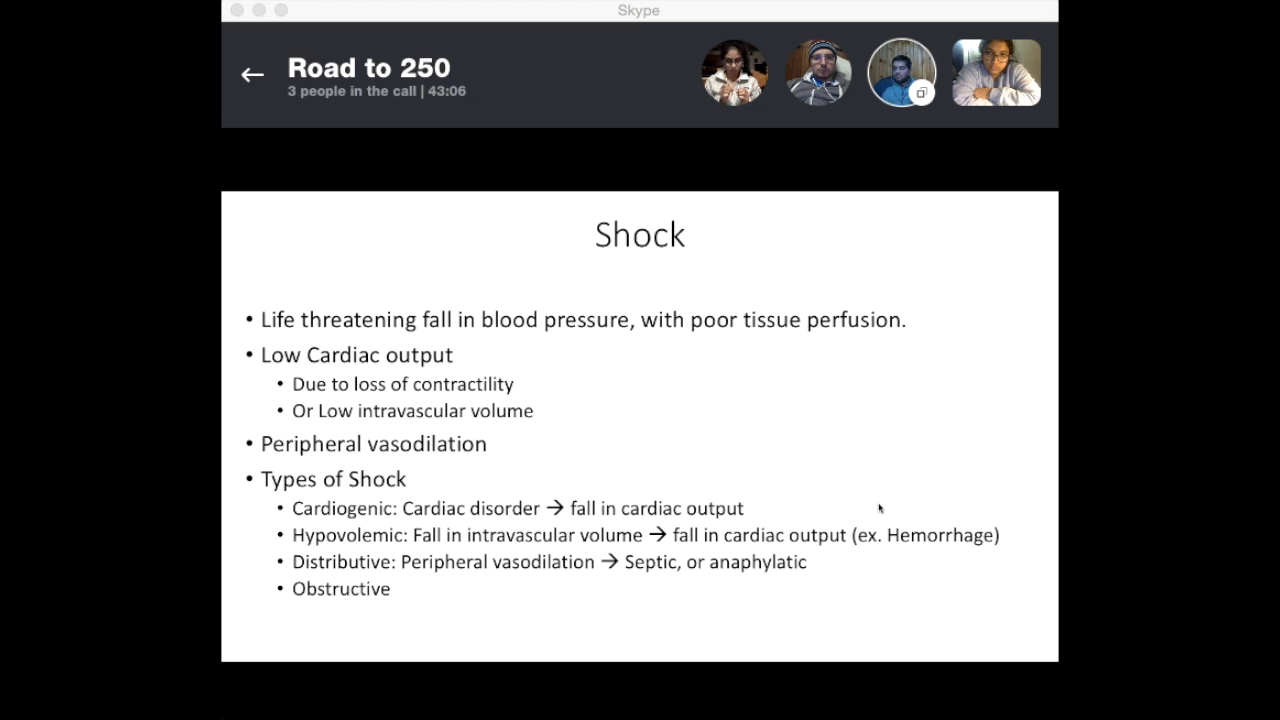 Skype
Road to 250
3 people in the call | 43:06
Shock
• Life threatening fall in blood pressure, with poor tissue perfusion.
• Low Cardiac output
• Due to loss of contractility
• Or Low intravascular volume
• Peripheral vasodilation
• Types of Shock
• Cardiogenic: Cardiac disorder → fall in cardiac output
• Hypovolemic: Fall in intravascular volume → fall in cardiac output (ex. Hemorrhage)
• Distributive: Peripheral vasodilation → Septic, or anaphylatic
• Obstructive